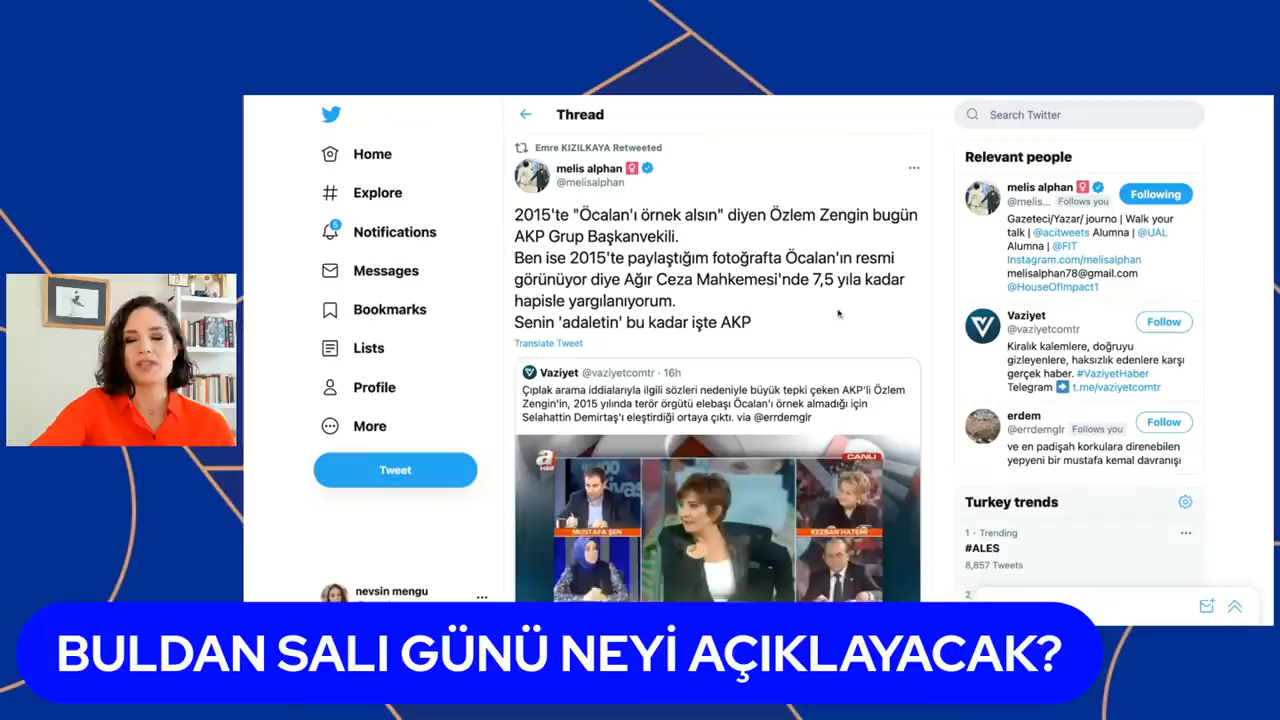 Home
Explore
6
Notifications
Messages
Bookmarks
Lists
Profile
More
Tweet
nevsin mengu
Thread
Emre KIZILKAYA Retweeted
melis alphan
@melisalphan
2015'te "Öcalan'ı örnek alsın" diyen Özlem Zengin bugün
AKP Grup Başkanvekili.
Ben ise 2015'te paylaştığım fotoğrafta Öcalan'ın resmi
görünüyor diye Ağır Ceza Mahkemesi'nde 7,5 yıla kadar
hapisle yargılanıyorum.
Senin 'adaletin' bu kadar işte AKP
Translate Tweet
Vaziyet @vaziyetcomtr · 16h
Çıplak arama iddialarıyla ilgili sözleri nedeniyle büyük tepki çeken AKP'li Özlem
Zengin'in, 2015 yılında terör örgütü elebaşı Öcalan'ı örnek almadığı için
Selahattin Demirtaş'ı eleştirdiği ortaya çıktı. via @errdemglr
a
CANLI
MUSTAFA ŞEN
KEZBAN HATEMİ
Search Twitter
Relevant people
melis alphan
@melis... Follows you
Following
Gazeteci/Yazar/ journo | Walk your
talk | @acitweets Alumna | @UAL
Alumna | @FIT
Instagram.com/melisalphan
melisalphan78@gmail.com
@HouseOfImpact1
Vaziyet
@vaziyetcomtr
Follow
Kiralık kalemlere, doğruyu
gizleyenlere, haksızlık edenlere karşı
gerçek haber. #VaziyetHaber
Telegram ➡️ t.me/vaziyetcomtr
erdem
@errdemglr Follows you
Follow
ve en padişah korkulara direnebilen
yepyeni bir mustafa kemal davranışı
Turkey trends
1 · Trending
#ALES
8,857 Tweets
2
BULDAN SALI GÜNÜ NEYİ AÇIKLAYACAK?